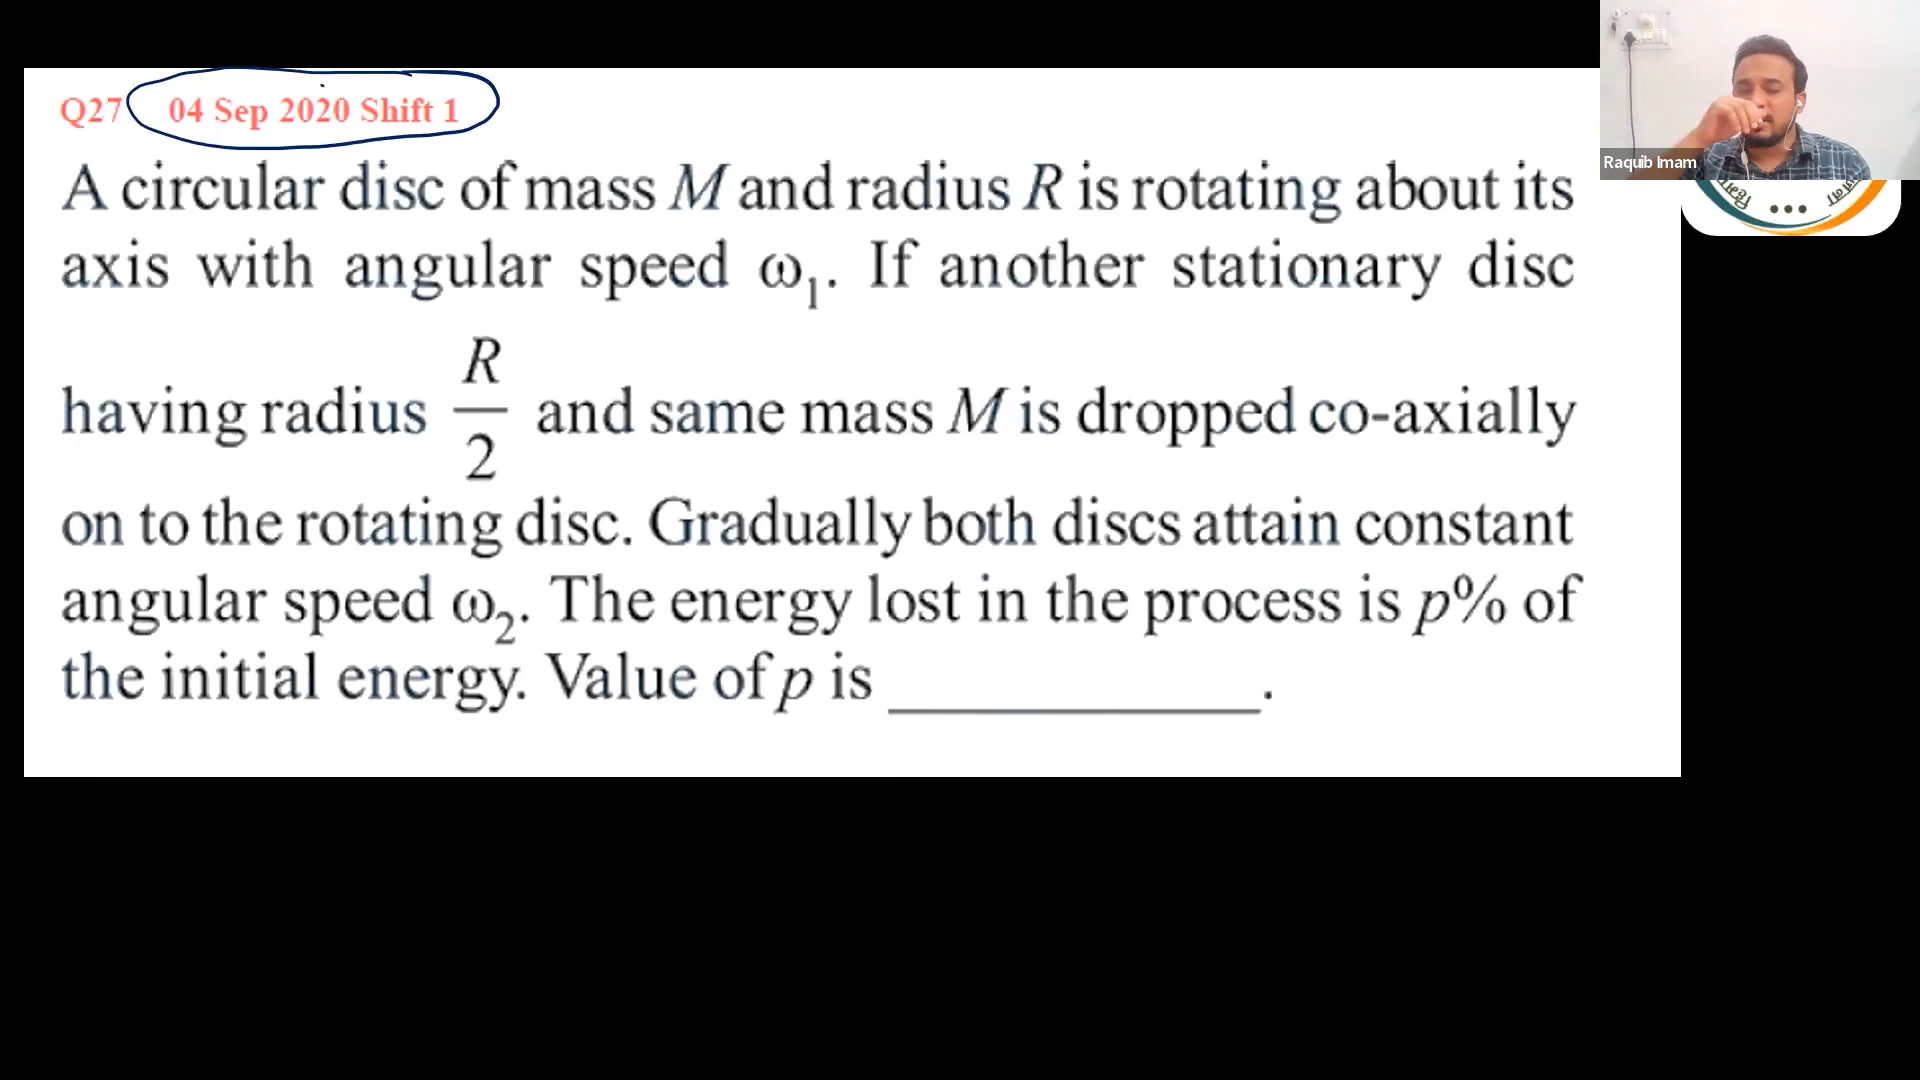 Q27 04 Sep 2020 Shift 1
A circular disc of mass M and radius R is rotating about its
axis with angular speed ω₁. If another stationary disc
having radius R/2 and same mass M is dropped co-axially
on to the rotating disc. Gradually both discs attain constant
angular speed ω₂. The energy lost in the process is p% of
the initial energy. Value of p is ____________.
Raquib Imam